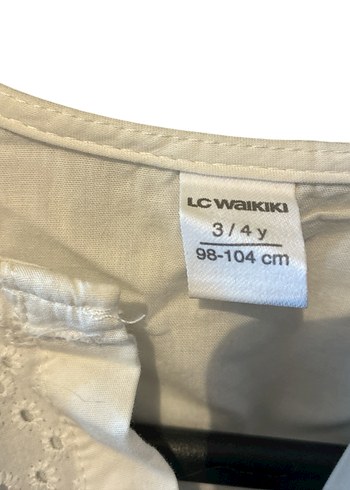 LC WAIKIKI
3 / 4 y
98-104 cm